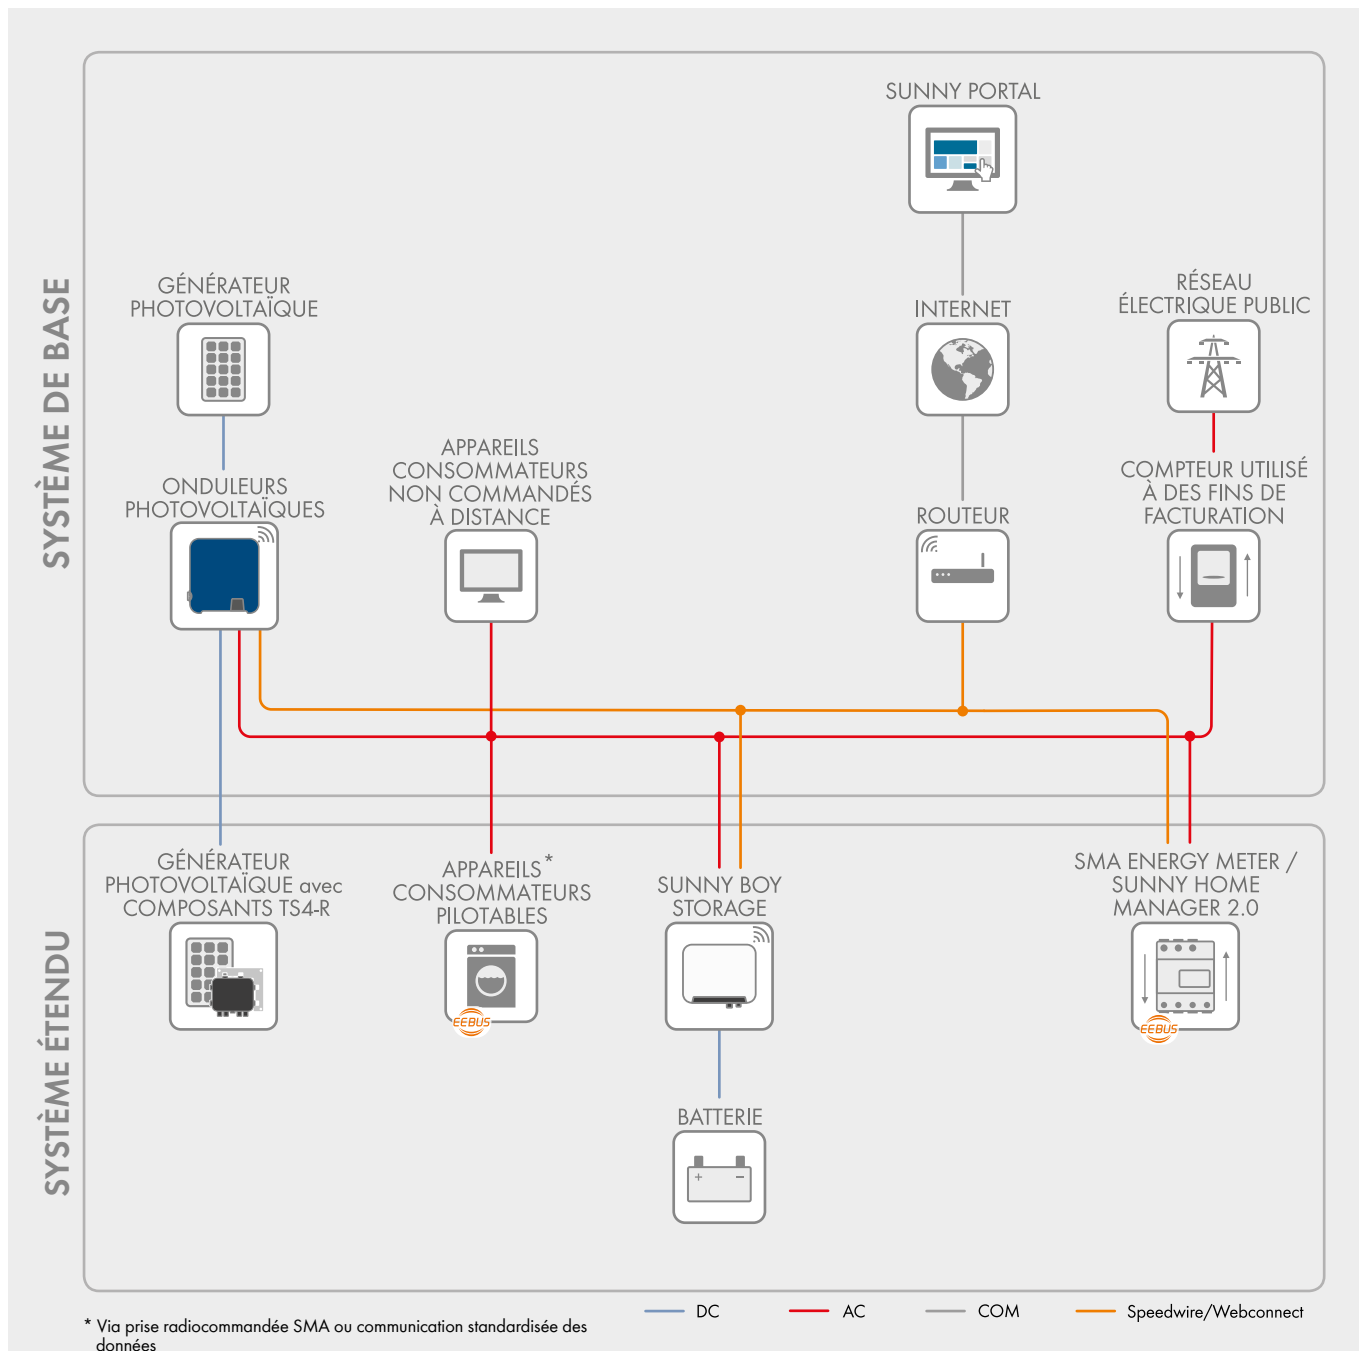 SYSTÈME DE BASE
SUNNY PORTAL
GÉNÉRATEUR
PHOTOVOLTAÏQUE
INTERNET
RÉSEAU
ÉLECTRIQUE PUBLIC
ONDULEURS
PHOTOVOLTAÏQUES
APPAREILS
CONSOMMATEURS
NON COMMANDÉS
À DISTANCE
ROUTEUR
COMPTEUR UTILISÉ
À DES FINS DE
FACTURATION
SYSTÈME ÉTENDU
GÉNÉRATEUR
PHOTOVOLTAÏQUE avec
COMPOSANTS TS4-R
APPAREILS *
CONSOMMATEURS
PILOTABLES
EEBUS
SUNNY BOY
STORAGE
SMA ENERGY METER /
SUNNY HOME
MANAGER 2.0
EEBUS
BATTERIE
+ −
DC
AC
COM
Speedwire/Webconnect
* Via prise radiocommandée SMA ou communication standardisée des
données